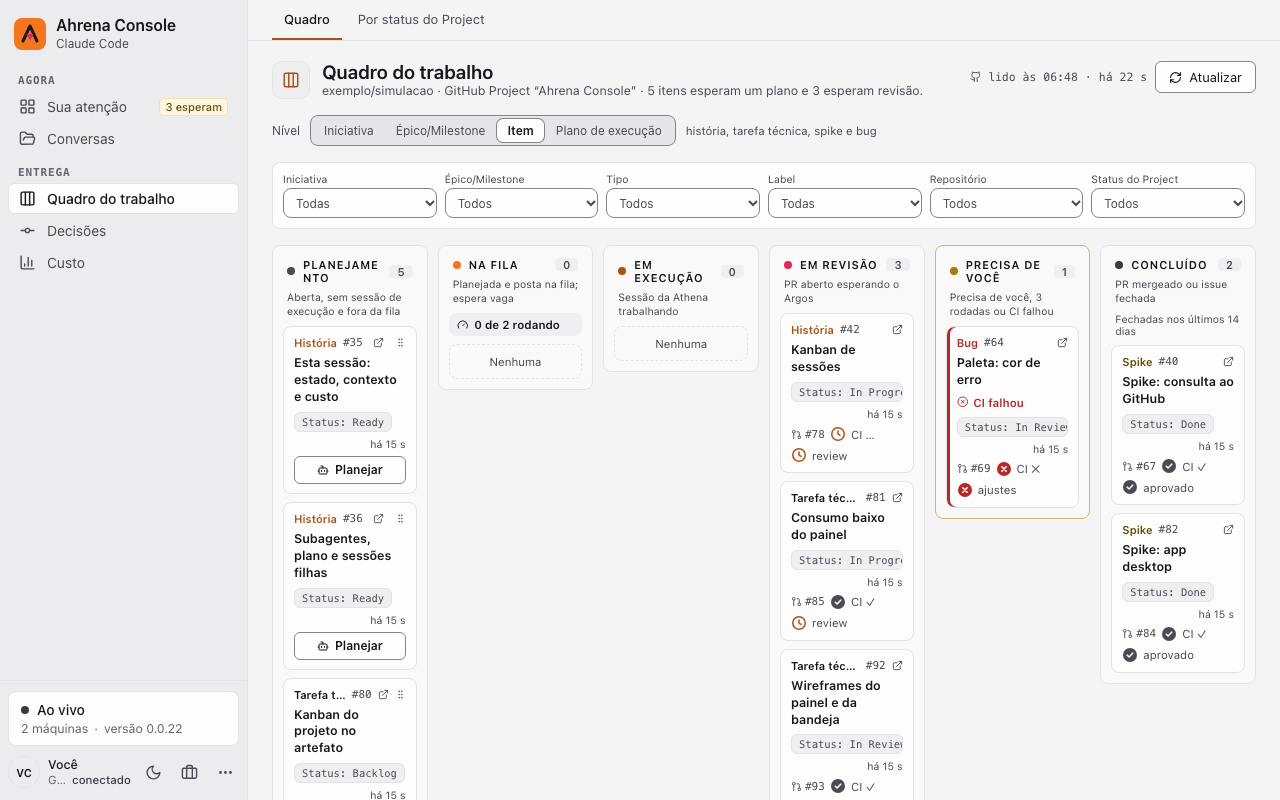 Ahrena Console
Claude Code
AGORA
Sua atenção
3 esperam
Conversas
ENTREGA
Quadro do trabalho
Decisões
Custo
Ao vivo
2 máquinas · versão 0.0.22
VC
Você
G... conectado
Quadro
Por status do Project
Quadro do trabalho
exemplo/simulacao · GitHub Project “Ahrena Console” · 5 itens esperam um plano e 3 esperam revisão.
lido às 06:48 · há 22 s
Atualizar
Nível
Iniciativa
Épico/Milestone
Item
Plano de execução
história, tarefa técnica, spike e bug
Iniciativa
Todas
Épico/Milestone
Todos
Tipo
Todos
Label
Todas
Repositório
Todos
Status do Project
Todos
PLANEJAME
NTO
5
Aberta, sem sessão de
execução e fora da fila
História #35
Esta sessão:
estado, contexto
e custo
Status: Ready
há 15 s
Planejar
História #36
Subagentes,
plano e sessões
filhas
Status: Ready
há 15 s
Planejar
Tarefa t... #80
Kanban do
projeto no
artefato
Status: Backlog
há 15 s
NA FILA
0
Planejada e posta na fila;
espera vaga
0 de 2 rodando
Nenhuma
EM
EXECUÇÃO
0
Sessão da Athena
trabalhando
Nenhuma
EM REVISÃO
3
PR aberto esperando o
Argos
História #42
Kanban de
sessões
Status: In Progre
há 15 s
#78 CI ...
review
Tarefa téc... #81
Consumo baixo
do painel
Status: In Progre
há 15 s
#85 CI ✓
review
Tarefa téc... #92
Wireframes do
painel e da
bandeja
Status: In Review
há 15 s
#93 CI ✓
PRECISA DE
VOCÊ
1
Precisa de você, 3
rodadas ou CI falhou
Bug #64
Paleta: cor de
erro
CI falhou
Status: In Review
há 15 s
#69 CI ✕
ajustes
CONCLUÍDO
2
PR mergeado ou issue
fechada
Fechadas nos últimos 14
dias
Spike #40
Spike: consulta ao
GitHub
Status: Done
há 15 s
#67 CI ✓
aprovado
Spike #82
Spike: app
desktop
Status: Done
há 15 s
#84 CI ✓
aprovado